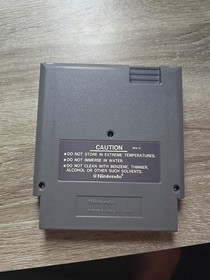 CAUTION
●DO NOT STORE IN EXTREME TEMPERATURES.
●DO NOT IMMERSE IN WATER.
●DO NOT CLEAN WITH BENZENE, THINNER,
ALCOHOL OR OTHER SUCH SOLVENTS.
Nintendo